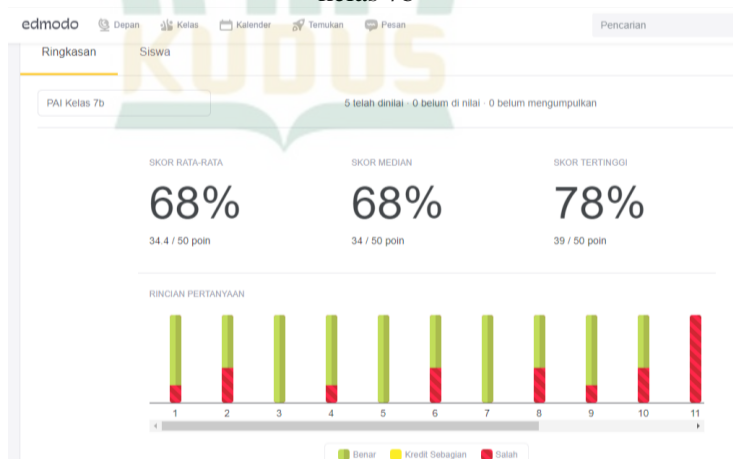 kelas 7b
edmodo Depan Kelas Kalender Temukan Pesan Pencarian
KUDUS
Ringkasan Siswa
PAI Kelas 7b 5 telah dinilai · 0 belum di nilai · 0 belum mengumpulkan
SKOR RATA-RATA SKOR MEDIAN SKOR TERTINGGI
68% 68% 78%
34.4 / 50 poin 34 / 50 poin 39 / 50 poin
RINCIAN PERTANYAAN
1 2 3 4 5 6 7 8 9 10 11
Benar Kredit Sebagian Salah